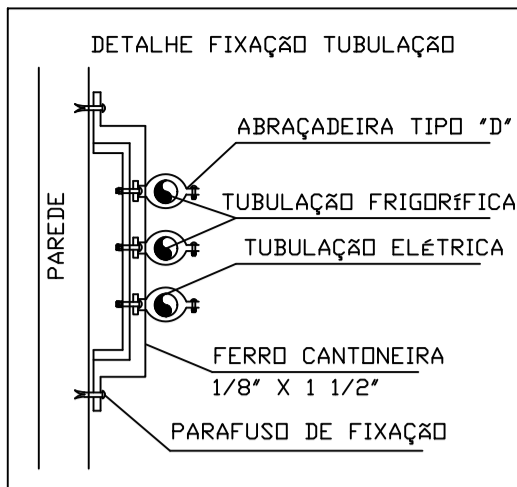 DETALHE FIXAÇÃO TUBULAÇÃO
ABRAÇADEIRA TIPO "D"
TUBULAÇÃO FRIGORíFICA
PAREDE
TUBULAÇÃO ELÉTRICA
FERRO CANTONEIRA
1/8" X 1 1/2"
PARAFUSO DE FIXAÇÃO